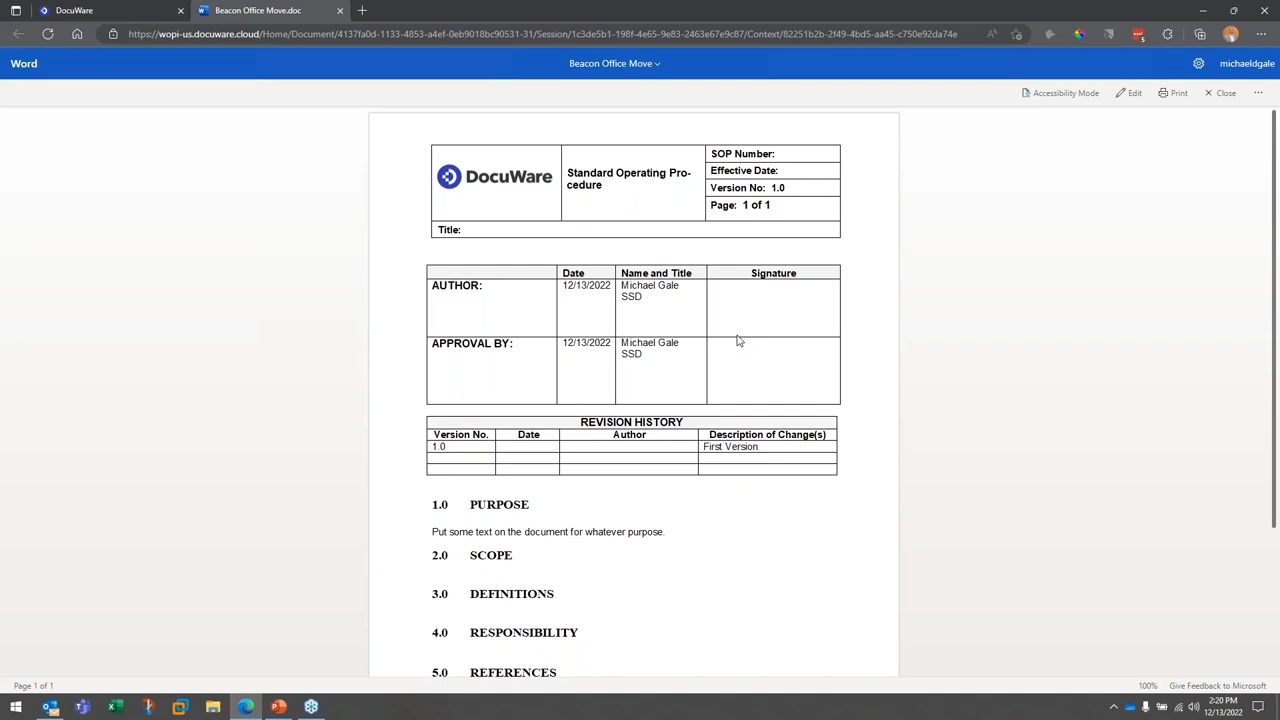 DocuWare
Beacon Office Move.doc
https://wopi-us.docuware.cloud/Home/Document/4137fa0d-1133-4853-a4ef-0eb9018bc90531-31/Session/1c3de5b1-198f-4e65-9e83-2463e67e9c87/Context/82251b2b-2f49-4bd5-aa45-c750e92da74e
Word
Beacon Office Move
michaeldgale
Accessibility Mode
Edit
Print
Close
DocuWare
Standard Operating Pro-
cedure
SOP Number:
Effective Date:
Version No: 1.0
Page: 1 of 1
Title:
Date Name and Title Signature
AUTHOR: 12/13/2022 Michael Gale
SSD
APPROVAL BY: 12/13/2022 Michael Gale
SSD
REVISION HISTORY
Version No. Date Author Description of Change(s)
1.0 First Version
1.0 PURPOSE
Put some text on the document for whatever purpose.
2.0 SCOPE
3.0 DEFINITIONS
4.0 RESPONSIBILITY
5.0 REFERENCES
Page 1 of 1
100% Give Feedback to Microsoft
2:20 PM
12/13/2022